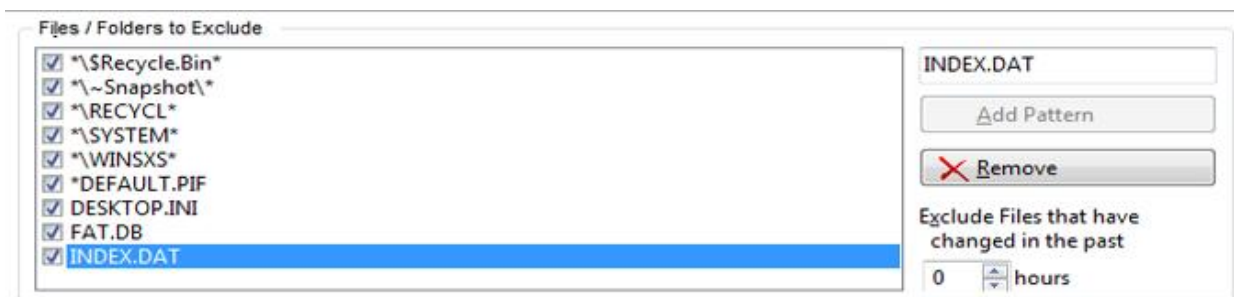 Files / Folders to Exclude
*\$Recycle.Bin*
*\~Snapshot\*
*\RECYCL*
*\SYSTEM*
*\WINSXS*
*DEFAULT.PIF
DESKTOP.INI
FAT.DB
INDEX.DAT
INDEX.DAT
Add Pattern
Remove
Exclude Files that have
changed in the past
0 hours